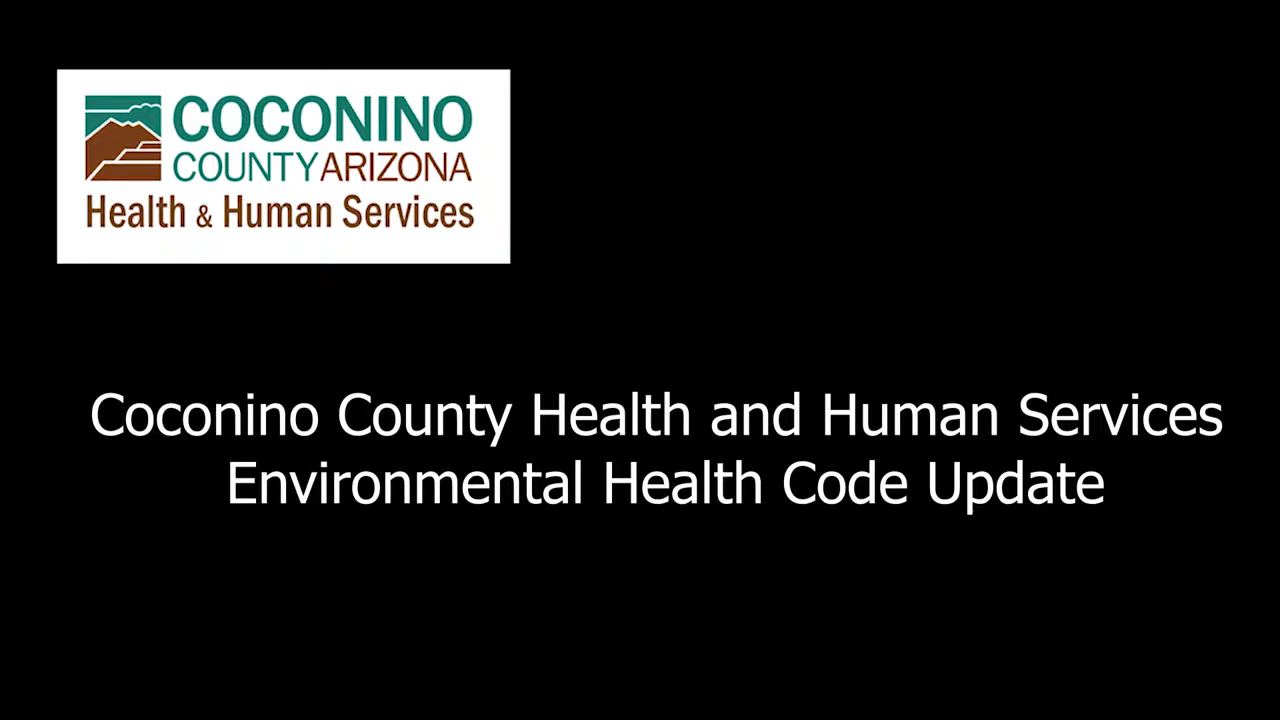 COCONINO
COUNTY ARIZONA
Health & Human Services
Coconino County Health and Human Services
Environmental Health Code Update